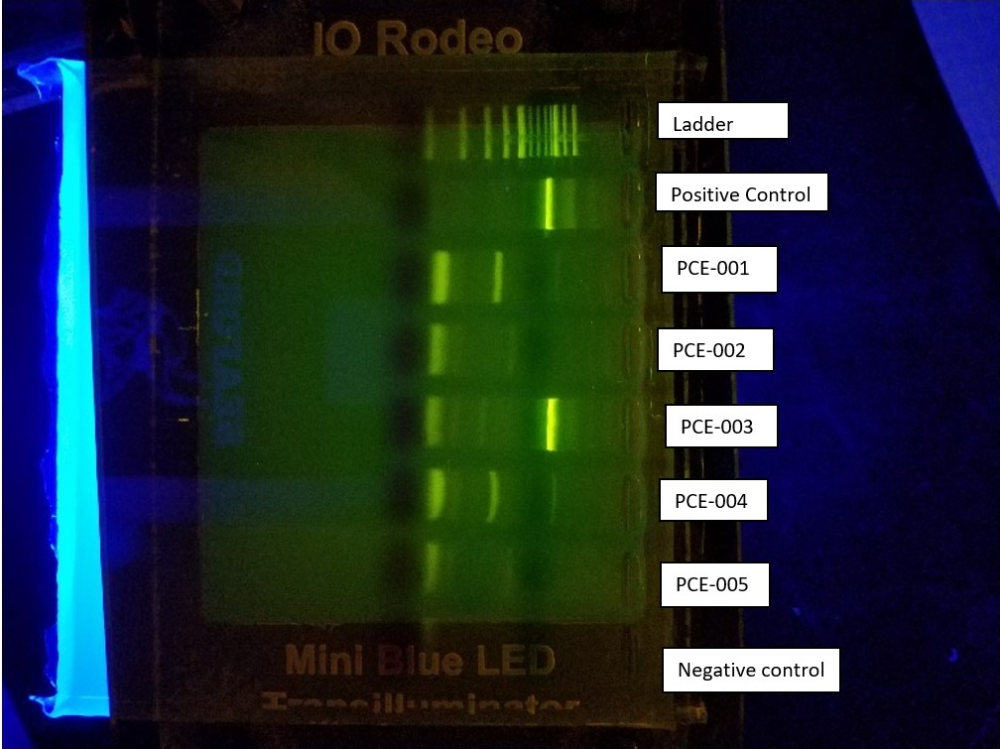 IO Rodeo
Ladder
Positive Control
PCE-001
PCE-002
PCE-003
PCE-004
PCE-005
Mini Blue LED
Negative control
Transilluminator